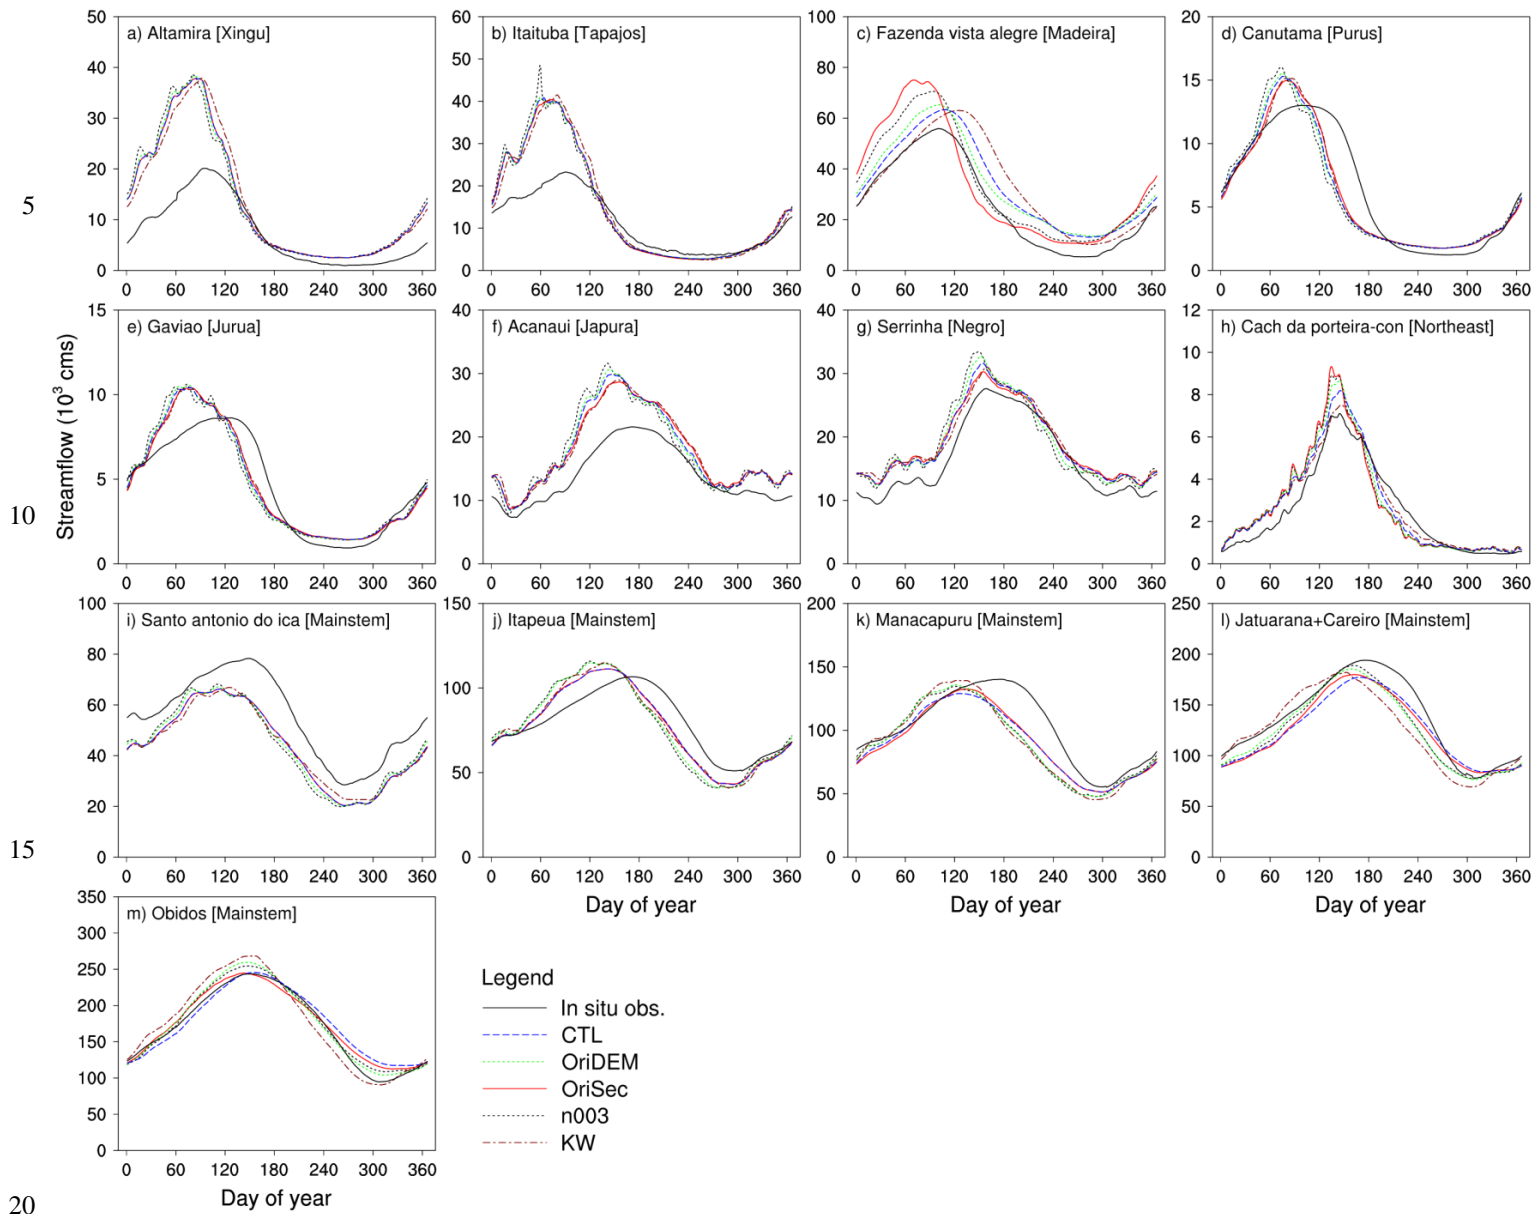 50
40
30
20
10
0
a) Altamira [Xingu]
0 60 120 180 240 300 360
60
50
40
30
20
10
0
b) Itaituba [Tapajos]
0 60 120 180 240 300 360
100
80
60
40
20
0
c) Fazenda vista alegre [Madeira]
0 60 120 180 240 300 360
20
15
10
5
0
d) Canutama [Purus]
0 60 120 180 240 300 360
5
15
10
5
0
e) Gaviao [Jurua]
0 60 120 180 240 300 360
40
30
20
10
0
f) Acanaui [Japura]
0 60 120 180 240 300 360
40
30
20
10
0
g) Serrinha [Negro]
0 60 120 180 240 300 360
12
10
8
6
4
2
0
h) Cach da porteira-con [Northeast]
0 60 120 180 240 300 360
Streamflow (10³ cms)
10
100
80
60
40
20
0
i) Santo antonio do ica [Mainstem]
0 60 120 180 240 300 360
150
100
50
0
j) Itapeua [Mainstem]
0 60 120 180 240 300 360
Day of year
200
150
100
50
0
k) Manacapuru [Mainstem]
0 60 120 180 240 300 360
Day of year
250
200
150
100
50
0
l) Jatuarana+Careiro [Mainstem]
0 60 120 180 240 300 360
Day of year
15
350
300
250
200
150
100
50
0
m) Obidos [Mainstem]
0 60 120 180 240 300 360
Day of year
Legend
In situ obs.
CTL
OriDEM
OriSec
n003
KW
20